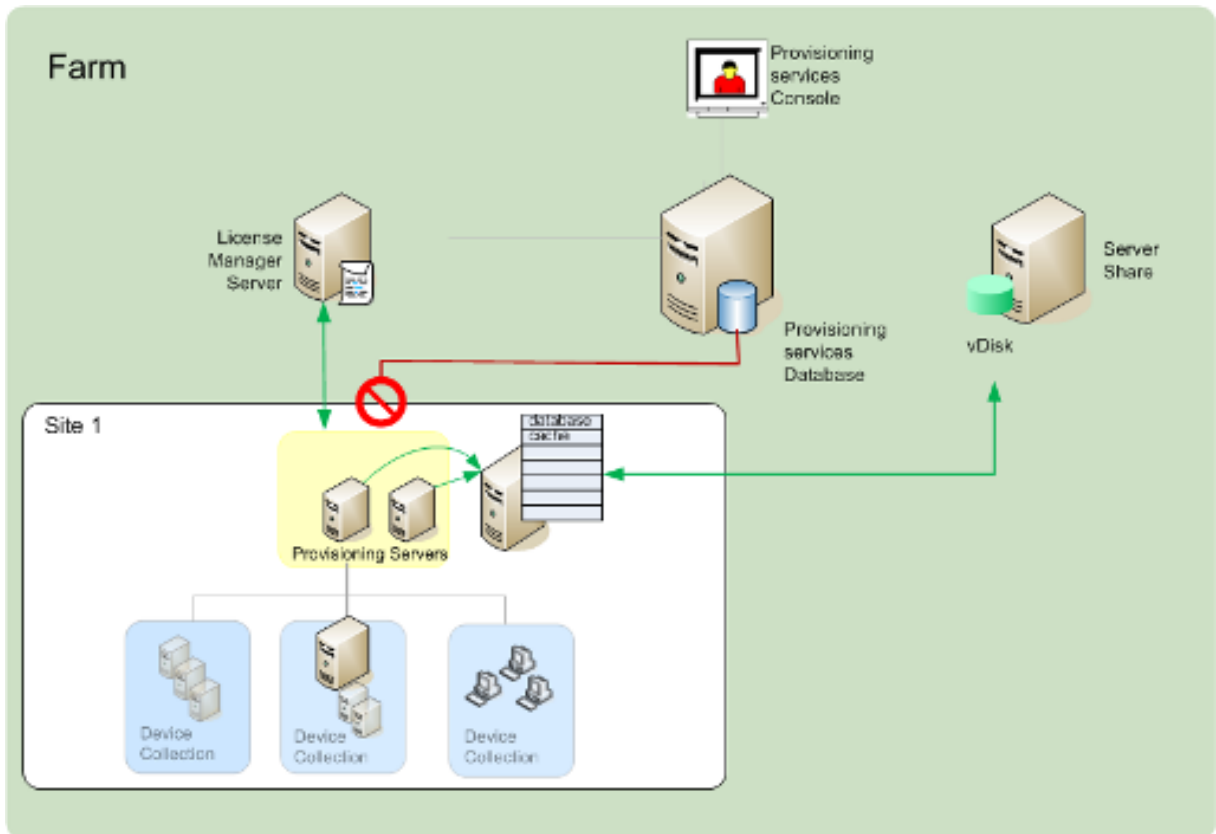 Farm
Provisioning
services
Console
License
Manager
Server
Server
Share
Provisioning
services
Database
vDisk
Site 1
database
cache
Provisioning Servers
Device
Collection
Device
Collection
Device
Collection